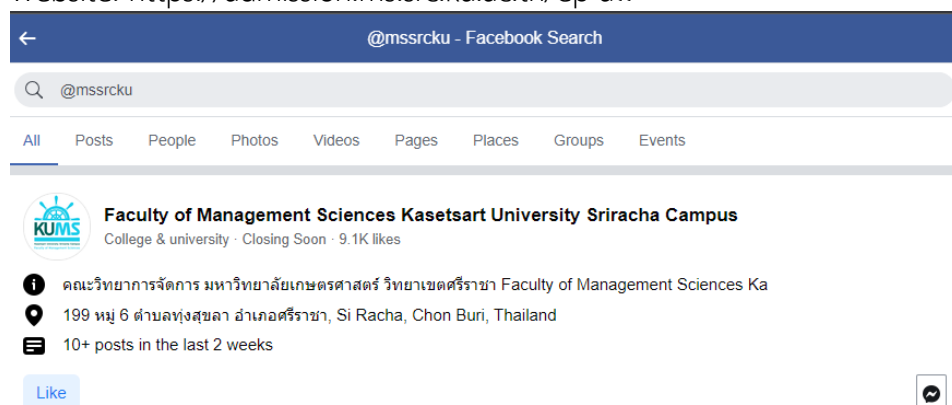 @mssrcku - Facebook Search
@mssrcku
All Posts People Photos Videos Pages Places Groups Events
KUMS
Faculty of Management Sciences Kasetsart University Sriracha Campus
College & university · Closing Soon · 9.1K likes
คณะวิทยาการจัดการ มหาวิทยาลัยเกษตรศาสตร์ วิทยาเขตศรีราชา Faculty of Management Sciences Ka
199 หมู่ 6 ตำบลทุ่งสุขลา อำเภอศรีราชา, Si Racha, Chon Buri, Thailand
10+ posts in the last 2 weeks
Like